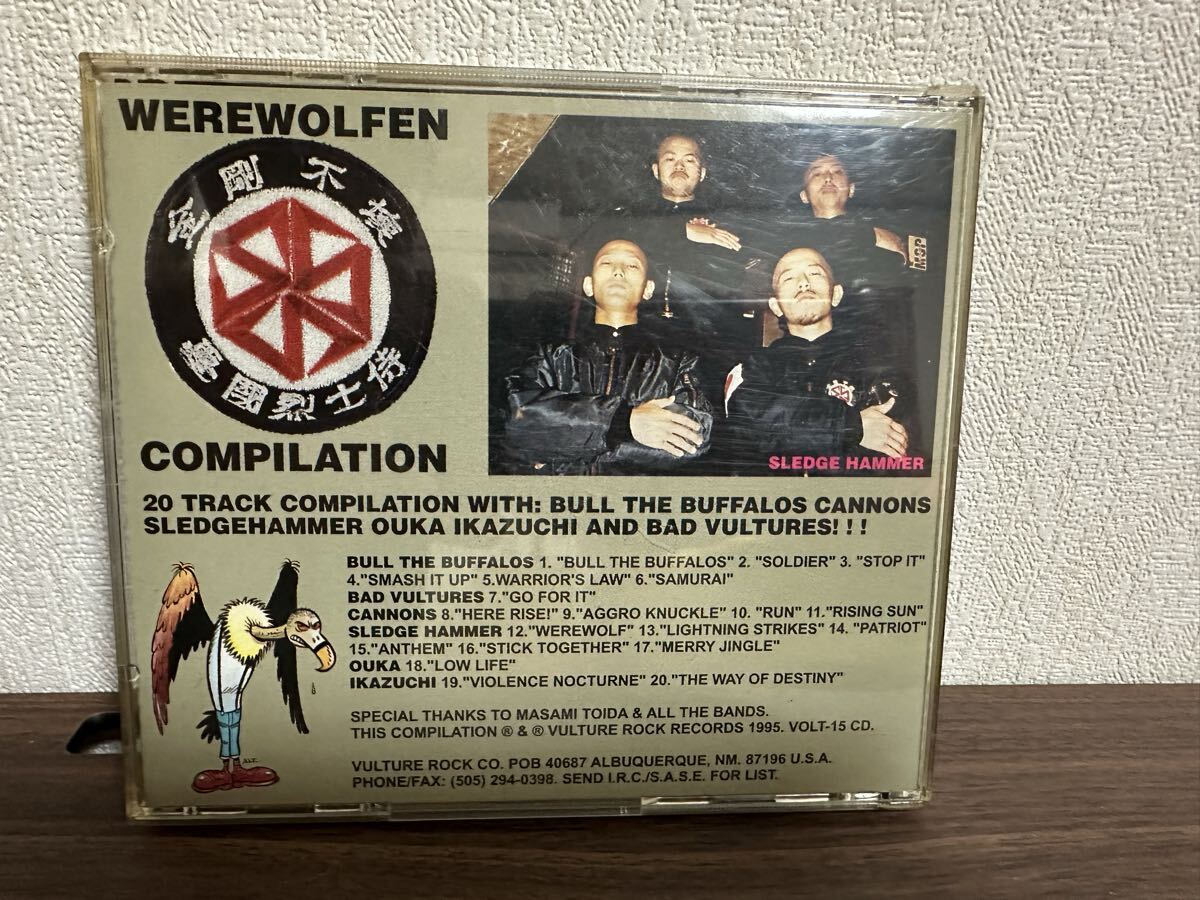 WEREWOLFEN
金剛不壊
憂國烈士侍
MSP
SLEDGE HAMMER
COMPILATION
20 TRACK COMPILATION WITH: BULL THE BUFFALOS CANNONS
SLEDGEHAMMER OUKA IKAZUCHI AND BAD VULTURES!!!
BULL THE BUFFALOS 1. "BULL THE BUFFALOS" 2. "SOLDIER" 3. "STOP IT"
4."SMASH IT UP" 5.WARRIOR'S LAW" 6."SAMURAI"
BAD VULTURES 7."GO FOR IT"
CANNONS 8."HERE RISE!" 9."AGGRO KNUCKLE" 10. "RUN" 11."RISING SUN"
SLEDGE HAMMER 12."WEREWOLF" 13."LIGHTNING STRIKES" 14. "PATRIOT"
15."ANTHEM" 16."STICK TOGETHER" 17."MERRY JINGLE"
OUKA 18."LOW LIFE"
IKAZUCHI 19."VIOLENCE NOCTURNE" 20."THE WAY OF DESTINY"
SPECIAL THANKS TO MASAMI TOIDA & ALL THE BANDS.
THIS COMPILATION ® & ® VULTURE ROCK RECORDS 1995. VOLT-15 CD.
VULTURE ROCK CO. POB 40687 ALBUQUERQUE, NM. 87196 U.S.A.
PHONE/FAX: (505) 294-0398. SEND I.R.C./S.A.S.E. FOR LIST.